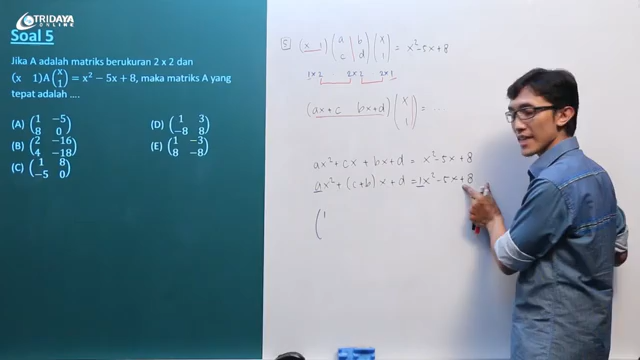 TRIDAYA
ONLINE
Soal 5
Jika A adalah matriks berukuran 2 x 2 dan
(x 1)A(x 1) = x² − 5x + 8, maka matriks A yang
tepat adalah ....
(A) (1 −5
8 0)
(B) (2 −16
4 −18)
(C) (1 8
−5 0)
(D) (1 3
−8 8)
(E) (1 −3
8 −8)
5. (x 1) (a b
c d) (x
1) = x²-5x+8
1x2 2x2 2x1
(ax+c bx+d) (x
1) = ...
ax² + cx + bx + d = x²-5x+8
ax² + (c+b)x + d = 1x²-5x+8
(1